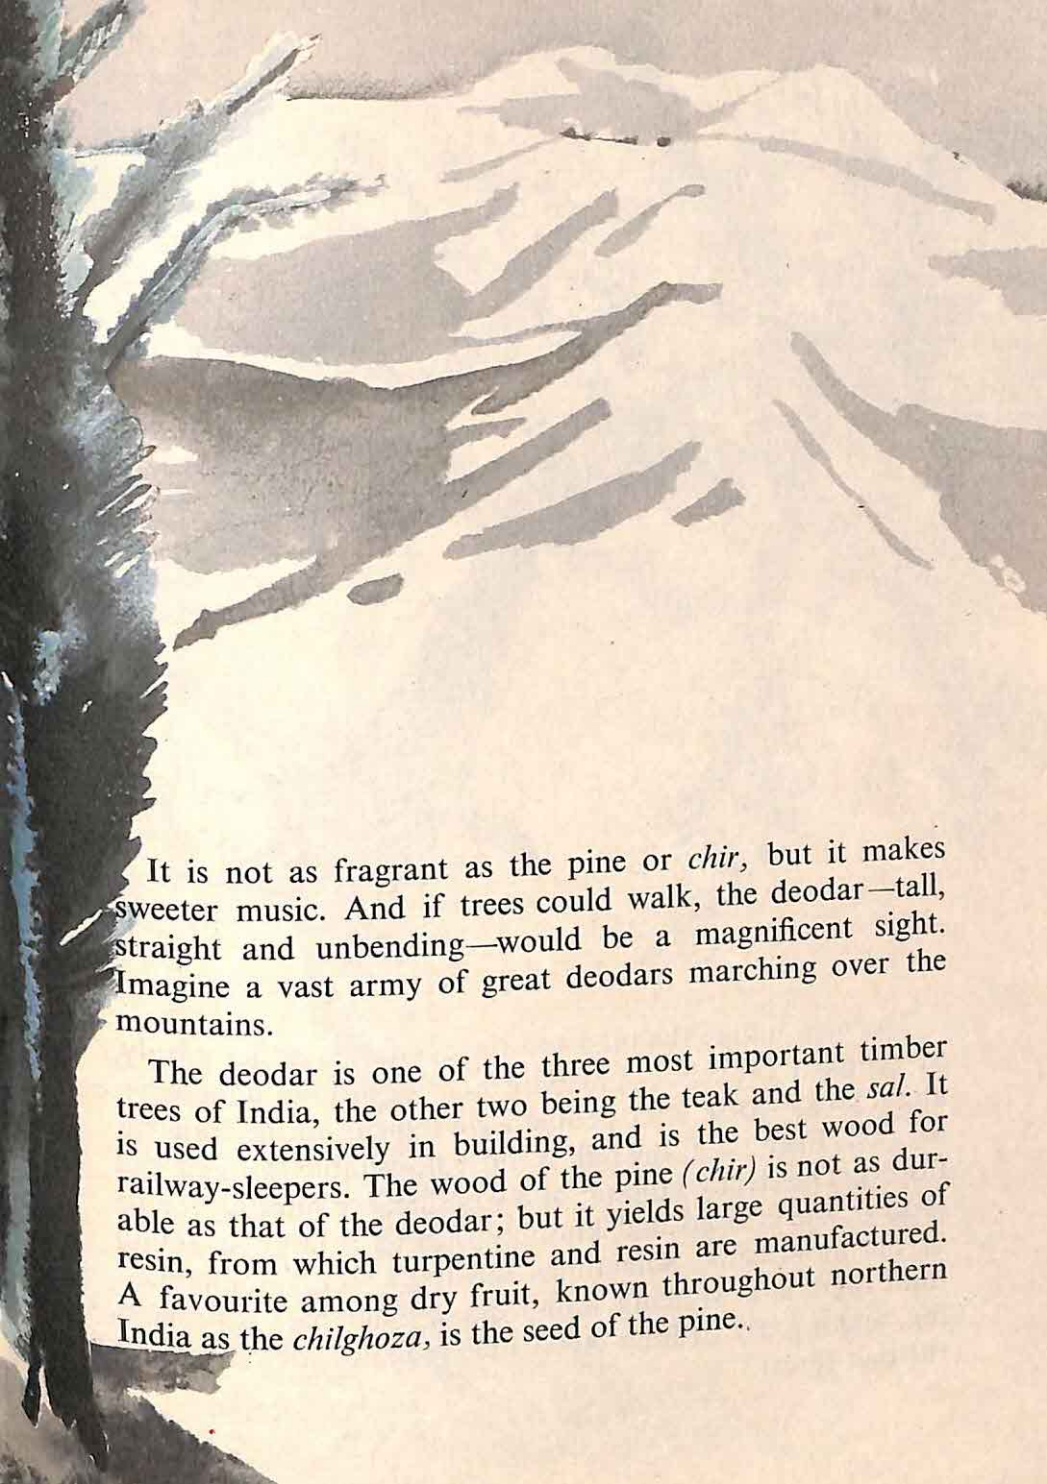 It is not as fragrant as the pine or chir, but it makes
sweeter music. And if trees could walk, the deodar—tall,
straight and unbending—would be a magnificent sight.
Imagine a vast army of great deodars marching over the
mountains.
The deodar is one of the three most important timber
trees of India, the other two being the teak and the sal. It
is used extensively in building, and is the best wood for
railway-sleepers. The wood of the pine (chir) is not as dur-
able as that of the deodar; but it yields large quantities of
resin, from which turpentine and resin are manufactured.
A favourite among dry fruit, known throughout northern
India as the chilghoza, is the seed of the pine.